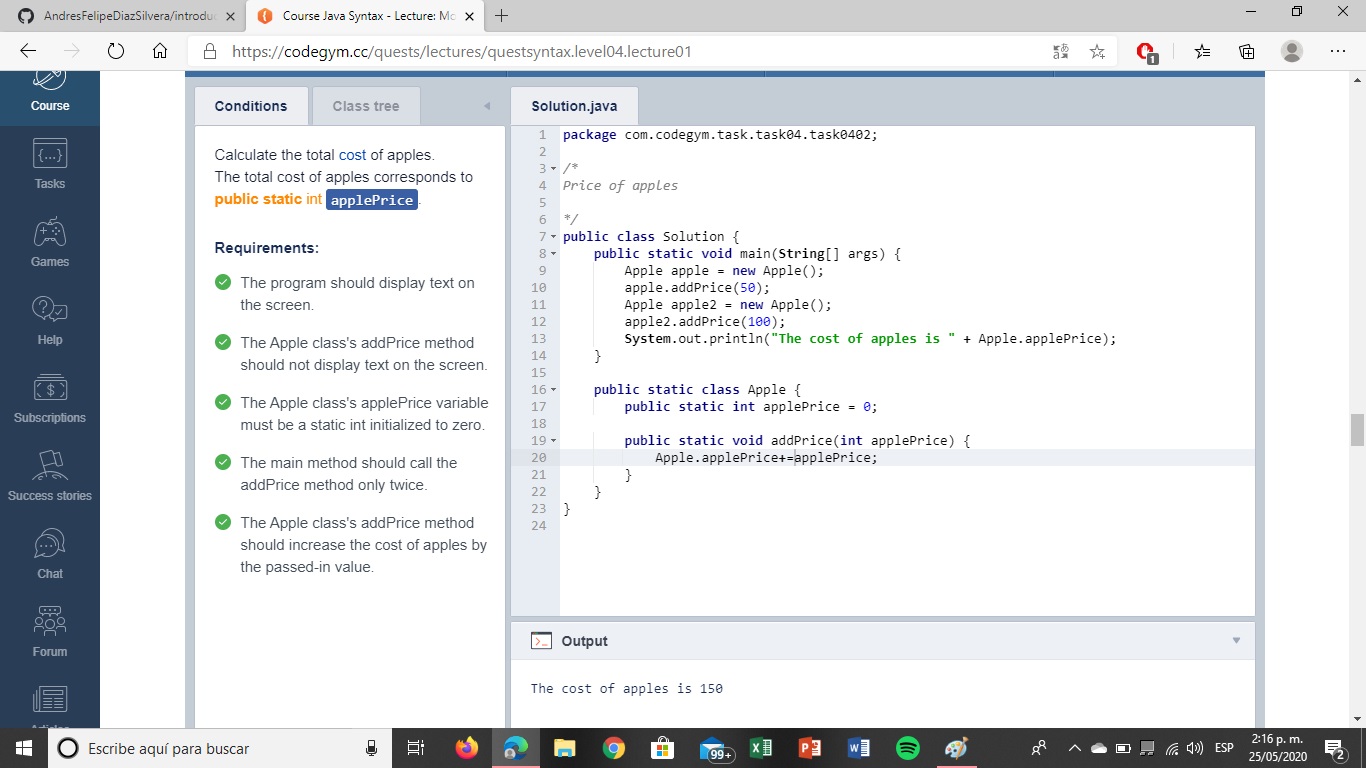 AndresFelipeDiazSilvera/introduc
Course Java Syntax - Lecture: Mo
https://codegym.cc/quests/lectures/questsyntax.level04.lecture01
1
Course
Tasks
Games
Help
Subscriptions
Success stories
Chat
Forum
Conditions
Class tree
Calculate the total cost of apples.
The total cost of apples corresponds to
public static int applePrice.
Requirements:
The program should display text on
the screen.
The Apple class's addPrice method
should not display text on the screen.
The Apple class's applePrice variable
must be a static int initialized to zero.
The main method should call the
addPrice method only twice.
The Apple class's addPrice method
should increase the cost of apples by
the passed-in value.
Solution.java
1 package com.codegym.task.task04.task0402;
2
3 /*
4 Price of apples
5
6 */
7 public class Solution {
8 public static void main(String[] args) {
9 Apple apple = new Apple();
10 apple.addPrice(50);
11 Apple apple2 = new Apple();
12 apple2.addPrice(100);
13 System.out.println("The cost of apples is " + Apple.applePrice);
14 }
15
16 public static class Apple {
17 public static int applePrice = 0;
18
19 public static void addPrice(int applePrice) {
20 Apple.applePrice+=applePrice;
21 }
22 }
23 }
24
Output
The cost of apples is 150
Escribe aquí para buscar
99+
ESP
2:16 p. m.
25/05/2020
2